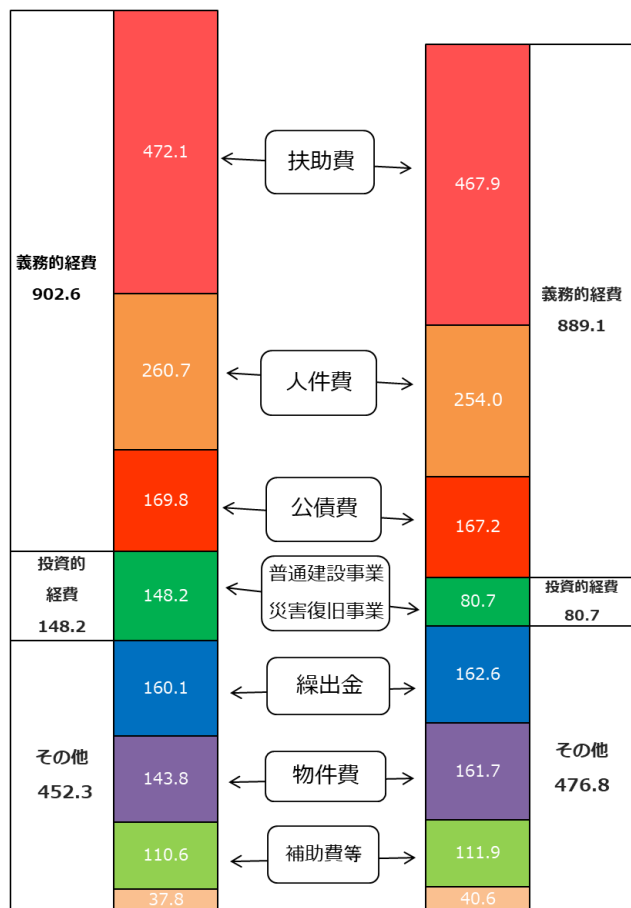 472.1
扶助費
467.9
義務的経費
902.6
義務的経費
889.1
260.7
人件費
254.0
169.8
公債費
167.2
投資的
経費
148.2
148.2
普通建設事業
災害復旧事業
80.7
投資的経費
80.7
160.1
繰出金
162.6
その他
452.3
143.8
物件費
161.7
その他
476.8
110.6
補助費等
111.9
37.8
40.6